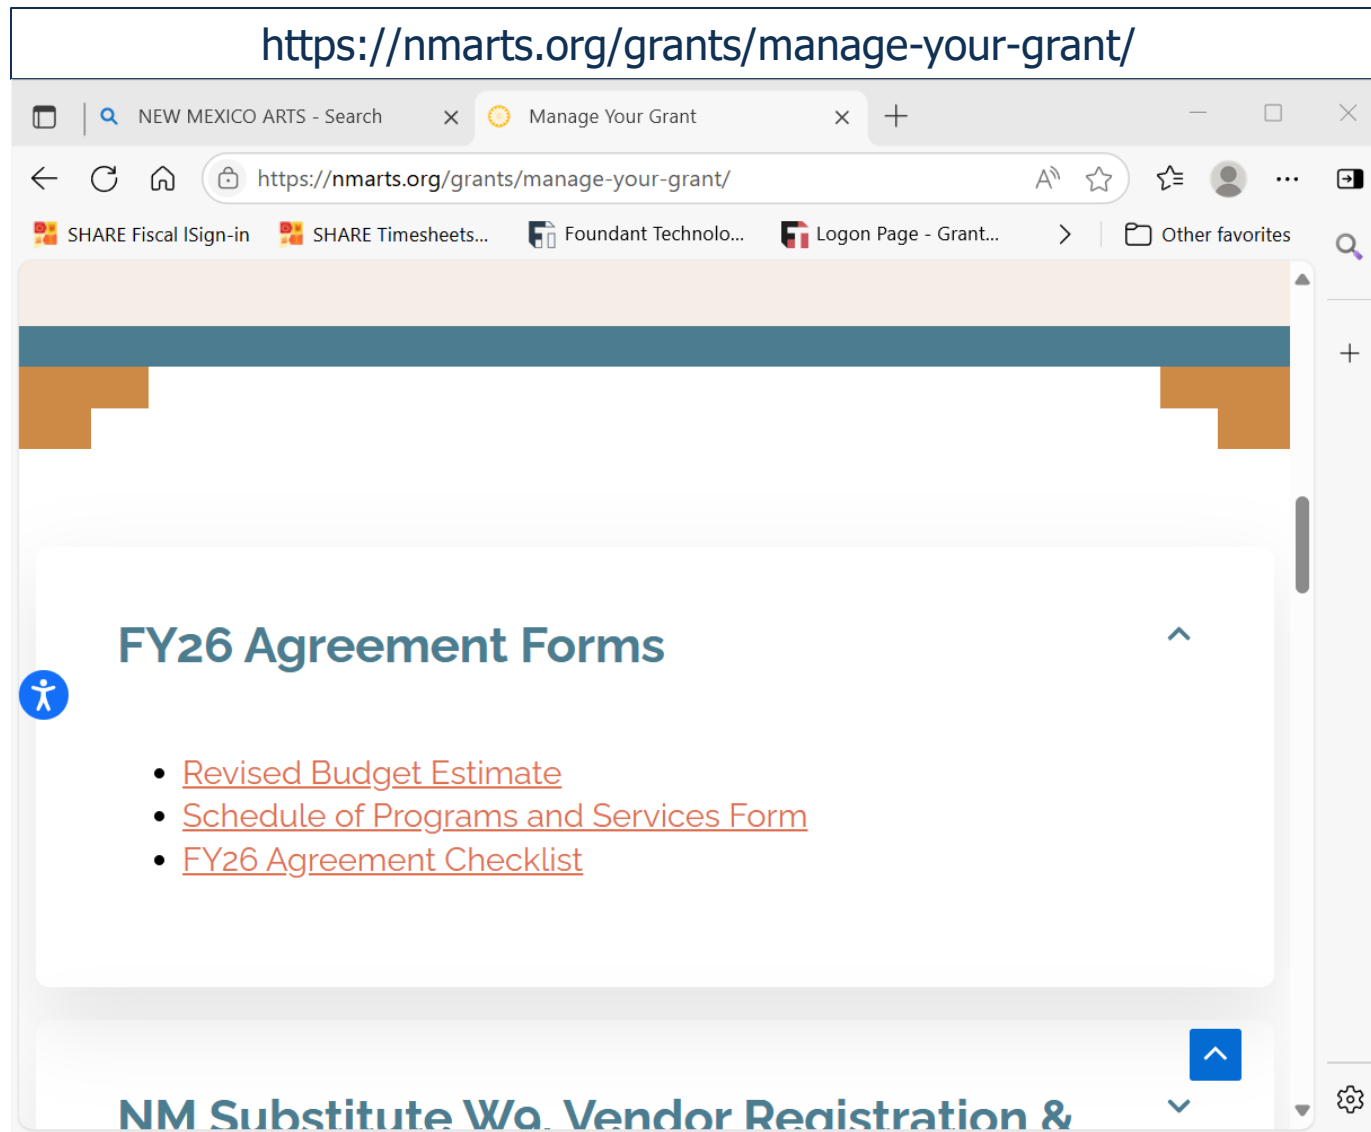 https://nmarts.org/grants/manage-your-grant/
NEW MEXICO ARTS - Search
Manage Your Grant
https://nmarts.org/grants/manage-your-grant/
SHARE Fiscal lSign-in
SHARE Timesheets...
Foundant Technolo...
Logon Page - Grant...
Other favorites
FY26 Agreement Forms
• Revised Budget Estimate
• Schedule of Programs and Services Form
• FY26 Agreement Checklist
NM Substitute W9, Vendor Registration &